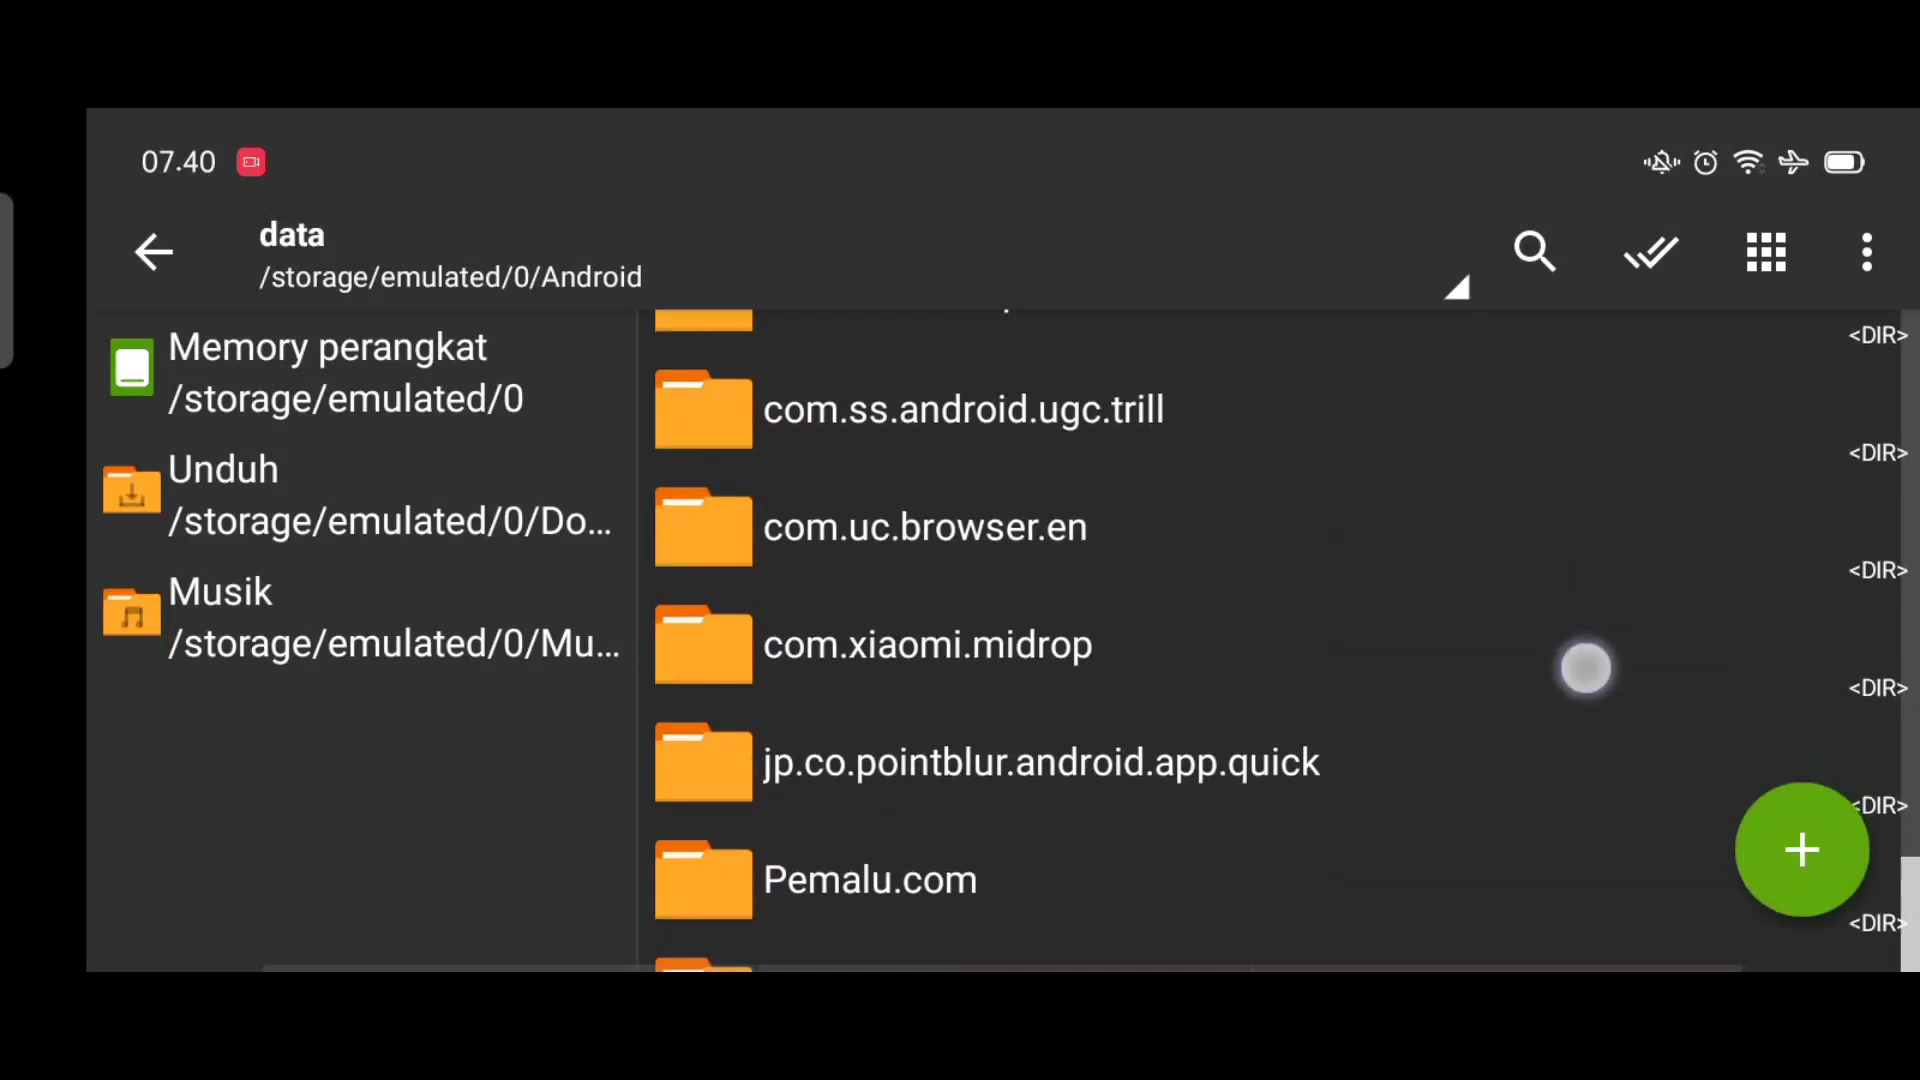 07.40
data
/storage/emulated/0/Android
Memory perangkat
/storage/emulated/0
Unduh
/storage/emulated/0/Do...
Musik
/storage/emulated/0/Mu...
<DIR>
com.ss.android.ugc.trill
<DIR>
com.uc.browser.en
<DIR>
com.xiaomi.midrop
<DIR>
jp.co.pointblur.android.app.quick
<DIR>
Pemalu.com
<DIR>